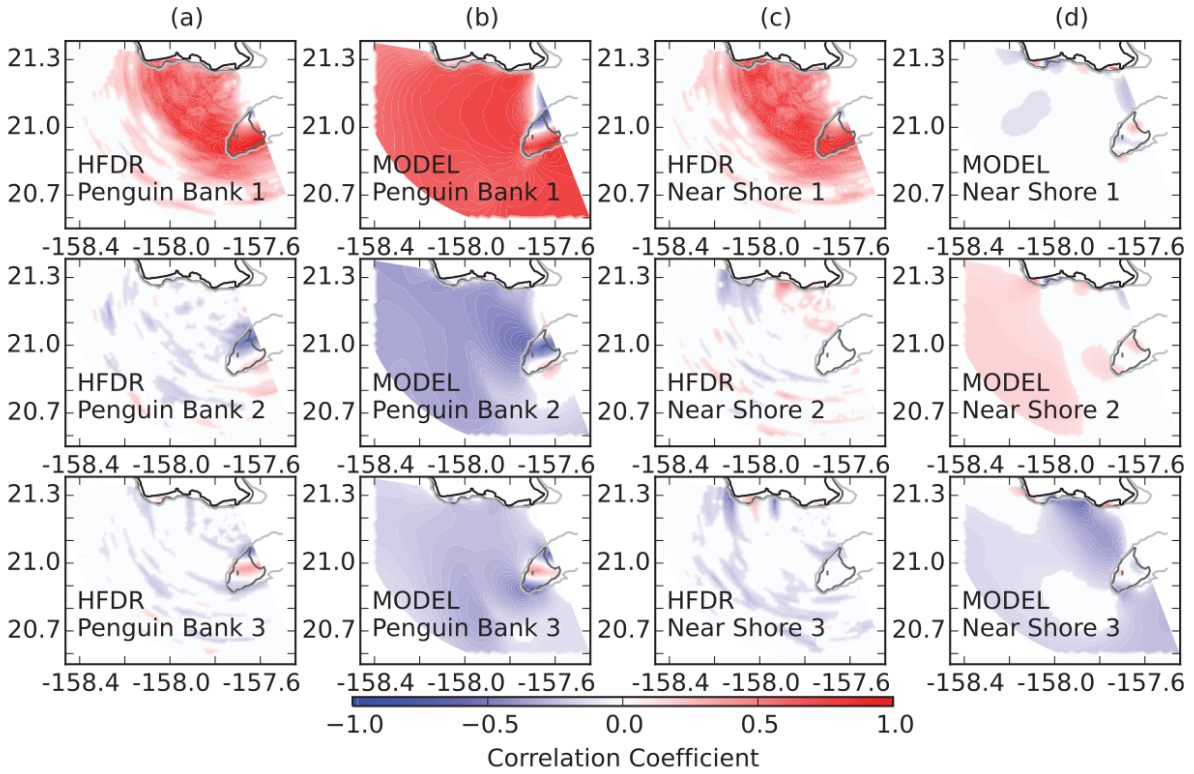 (a) (b) (c) (d)
21.3 21.0 20.7
HFDR
Penguin Bank 1
-158.4 -158.0 -157.6
MODEL
Penguin Bank 1
-158.4 -158.0 -157.6
HFDR
Near Shore 1
-158.4 -158.0 -157.6
MODEL
Near Shore 1
-158.4 -158.0 -157.6
21.3 21.0 20.7
HFDR
Penguin Bank 2
-158.4 -158.0 -157.6
MODEL
Penguin Bank 2
-158.4 -158.0 -157.6
HFDR
Near Shore 2
-158.4 -158.0 -157.6
MODEL
Near Shore 2
-158.4 -158.0 -157.6
21.3 21.0 20.7
HFDR
Penguin Bank 3
-158.4 -158.0 -157.6
MODEL
Penguin Bank 3
-158.4 -158.0 -157.6
HFDR
Near Shore 3
-158.4 -158.0 -157.6
MODEL
Near Shore 3
-158.4 -158.0 -157.6
−1.0 −0.5 0.0 0.5 1.0
Correlation Coefficient